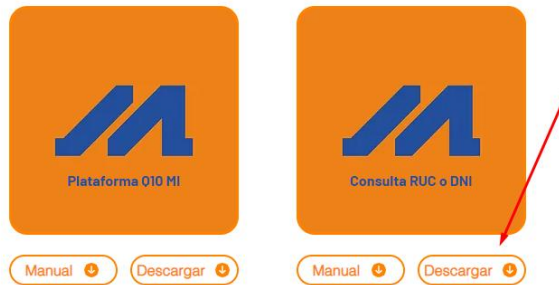 Plataforma Q10 MI
Consulta RUC o DNI
Manual
Descargar
Manual
Descargar